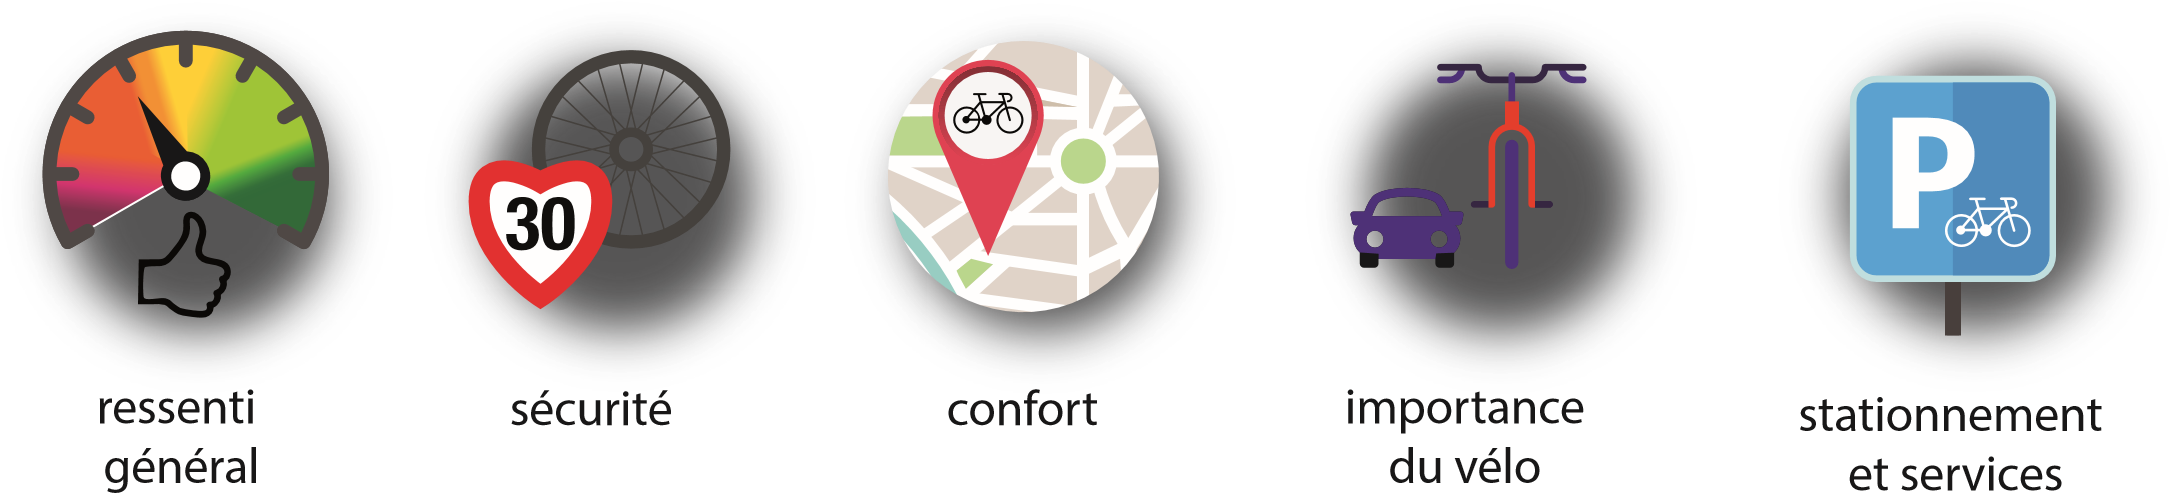 30
P
ressenti
général
sécurité
confort
importance
du vélo
stationnement
et services